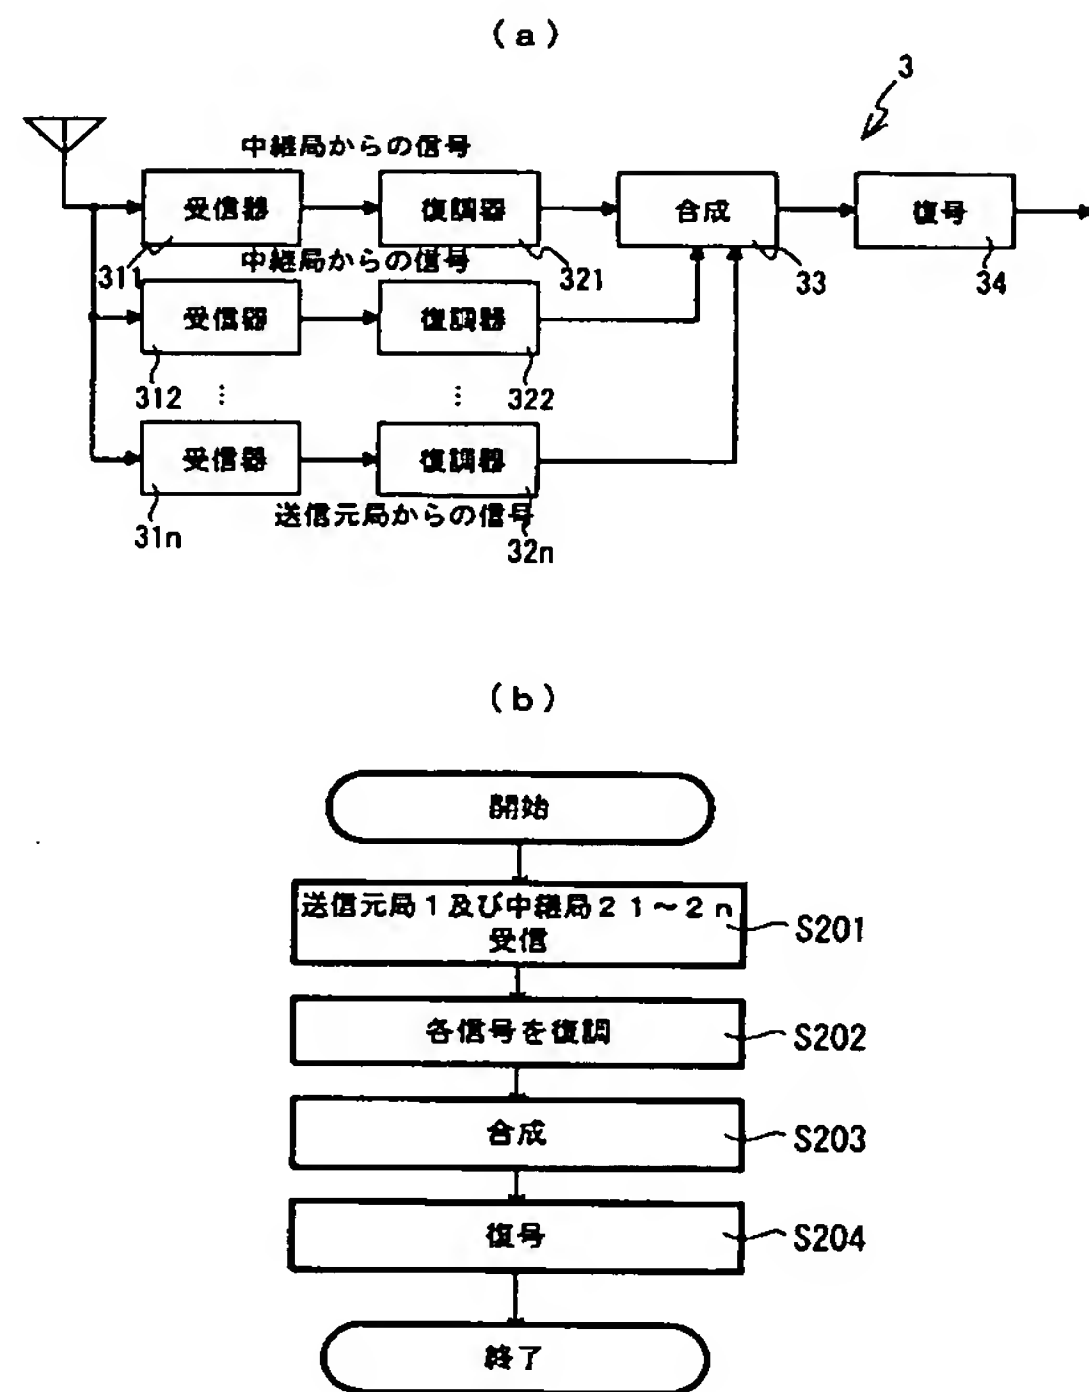 (a)
3
中継局からの信号
受信器
復調器
合成
復号
311
中継局からの信号
321
33
34
受信器
復調器
312
⋮
⋮
322
受信器
復調器
31n
送信元局からの信号
32n
(b)
開始
送信元局1及び中継局21~2n
受信
S201
各信号を復調
S202
合成
S203
復号
S204
終了